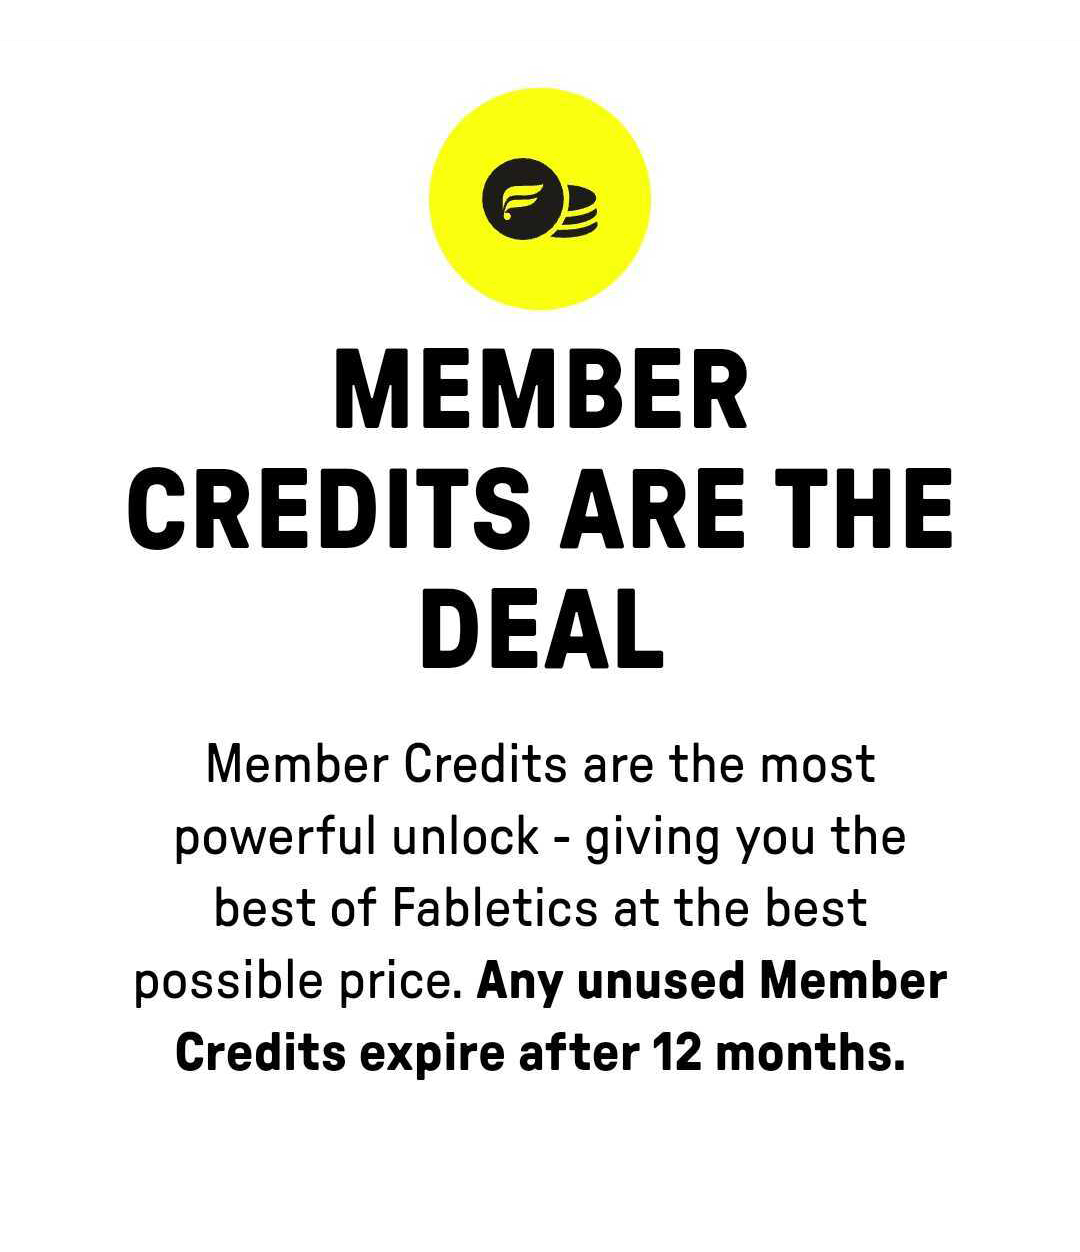 MEMBER
CREDITS ARE THE
DEAL
Member Credits are the most
powerful unlock - giving you the
best of Fabletics at the best
possible price. Any unused Member
Credits expire after 12 months.